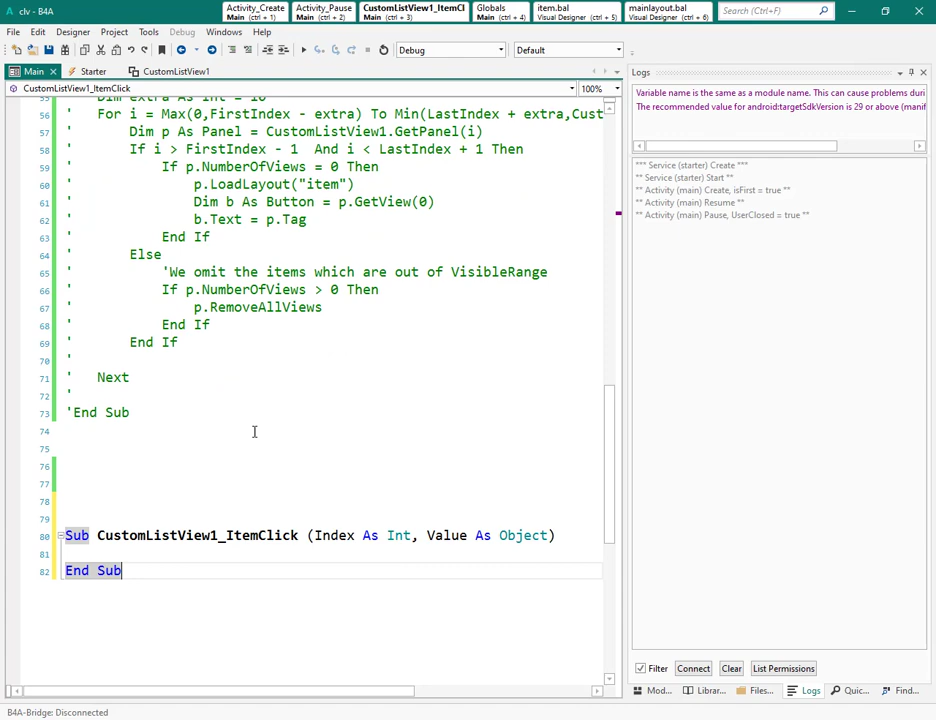 clv - B4A
Activity_Create
Main (ctrl + 1)
Activity_Pause
Main (ctrl + 2)
CustomListView1_ItemCl
Main (ctrl + 3)
Globals
Main (ctrl + 4)
item.bal
Visual Designer (ctrl + 5)
mainlayout.bal
Visual Designer (ctrl + 6)
Search (Ctrl+F)
File Edit Designer Project Tools Debug Windows Help
Debug Default
Main Starter CustomListView1
CustomListView1_ItemClick 100%
56 ' For i = Max(0,FirstIndex - extra) To Min(LastIndex + extra,Cust
57 ' Dim p As Panel = CustomListView1.GetPanel(i)
58 ' If i > FirstIndex - 1 And i < LastIndex + 1 Then
59 ' If p.NumberOfViews = 0 Then
60 ' p.LoadLayout("item")
61 ' Dim b As Button = p.GetView(0)
62 ' b.Text = p.Tag
63 ' End If
64 ' Else
65 ' 'We omit the items which are out of VisibleRange
66 ' If p.NumberOfViews > 0 Then
67 ' p.RemoveAllViews
68 ' End If
69 ' End If
70 '
71 ' Next
72 '
73 'End Sub
74
75
76
77
78
79
80 Sub CustomListView1_ItemClick (Index As Int, Value As Object)
81
82 End Sub
Logs
Variable name is the same as a module name. This can cause problems duri
The recommended value for android:targetSdkVersion is 29 or above (manif
*** Service (starter) Create ***
** Service (starter) Start **
** Activity (main) Create, isFirst = true **
** Activity (main) Resume **
** Activity (main) Pause, UserClosed = true **
Filter Connect Clear List Permissions
Mod... Librar... Files... Logs Quic... Find...
B4A-Bridge: Disconnected